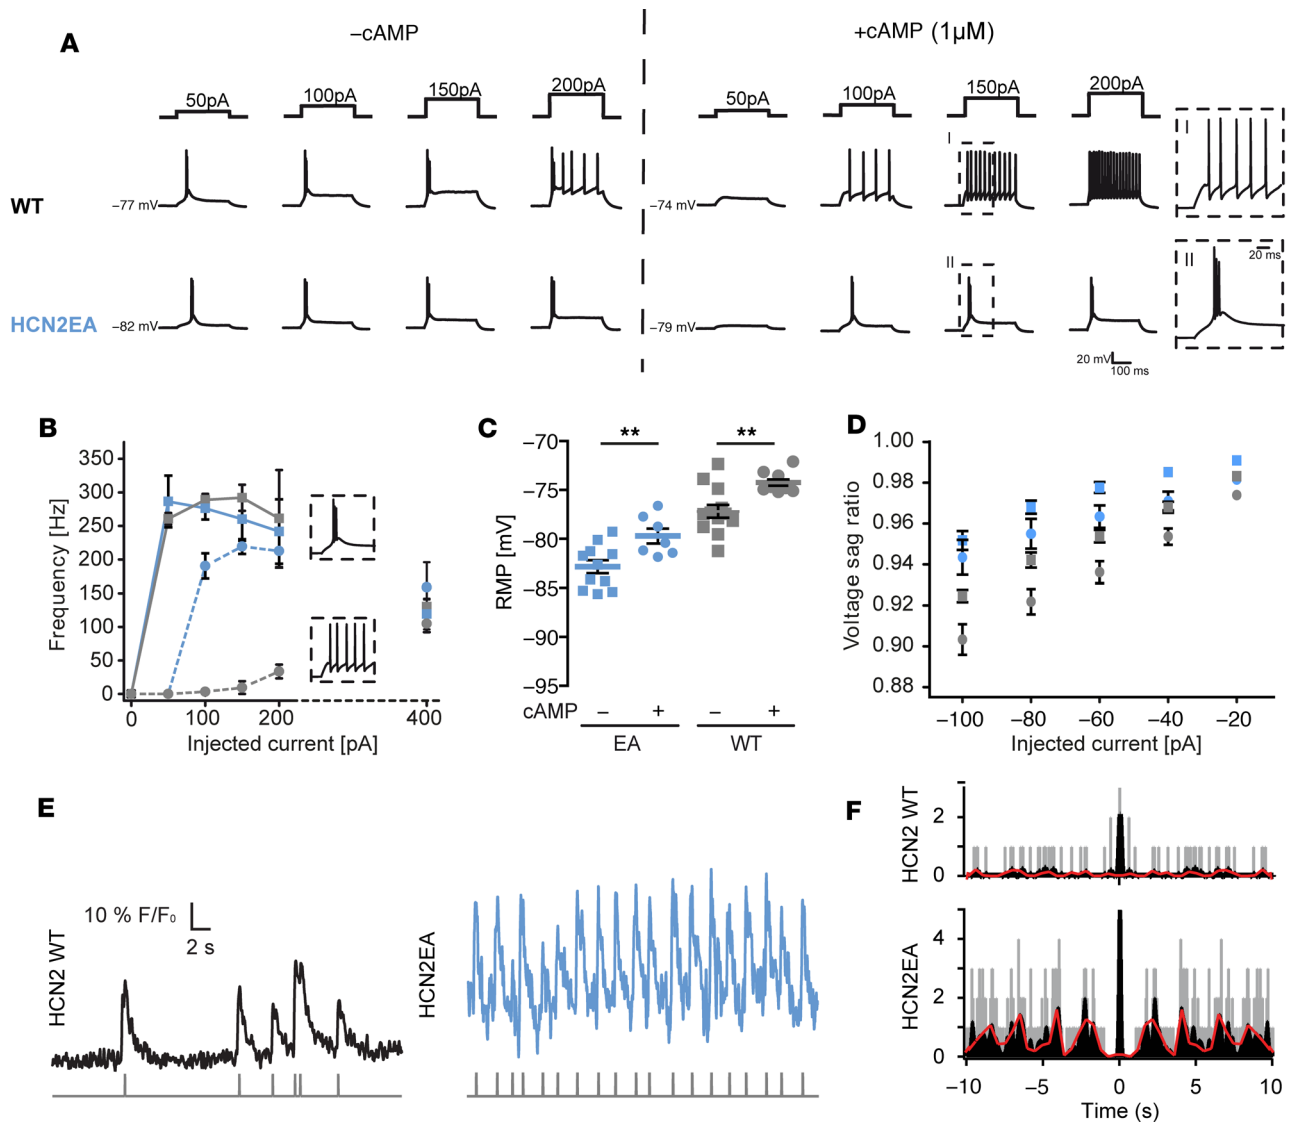 A
–cAMP
+cAMP (1µM)
50pA
100pA
150pA
200pA
50pA
100pA
150pA
200pA
I
I
WT
–77 mV
–74 mV
II
II
20 ms
HCN2EA
–82 mV
–79 mV
20 mV
100 ms
B
Frequency [Hz]
350
300
250
200
150
100
50
0
0
100
200
400
Injected current [pA]
C
RMP [mV]
–70
–75
–80
–85
–90
–95
**
**
cAMP
–
+
–
+
EA
WT
D
Voltage sag ratio
1.00
0.98
0.96
0.94
0.92
0.90
0.88
–100
–80
–60
–40
–20
Injected current [pA]
E
HCN2 WT
10 % F/F₀
2 s
HCN2EA
F
HCN2 WT
2
0
HCN2EA
4
2
0
–10
–5
0
5
10
Time (s)